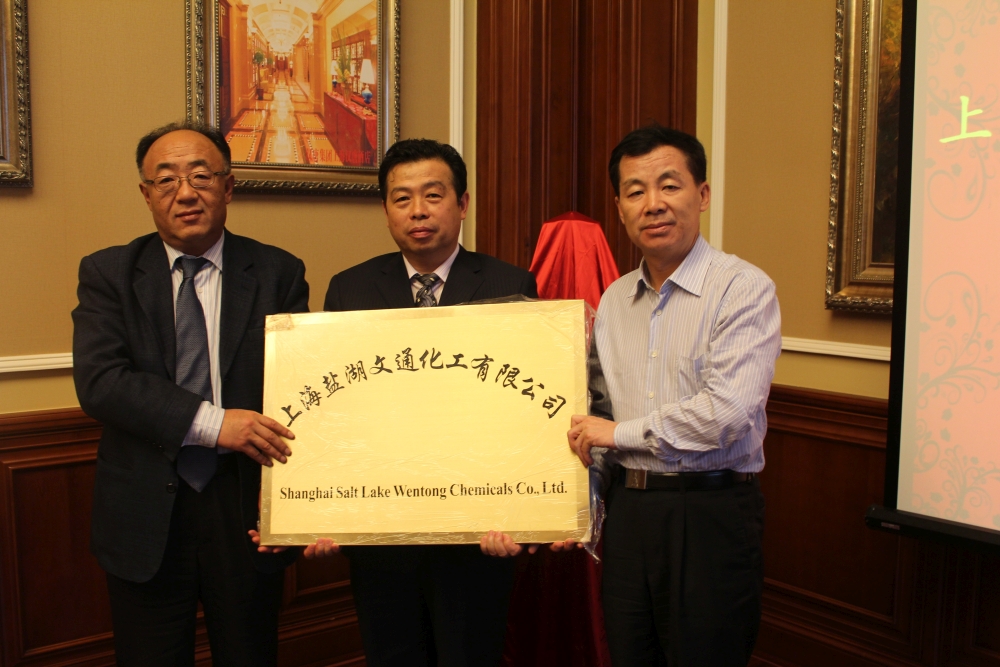 上海盐湖文通化工有限公司
Shanghai Salt Lake Wentong Chemicals Co., Ltd.
上